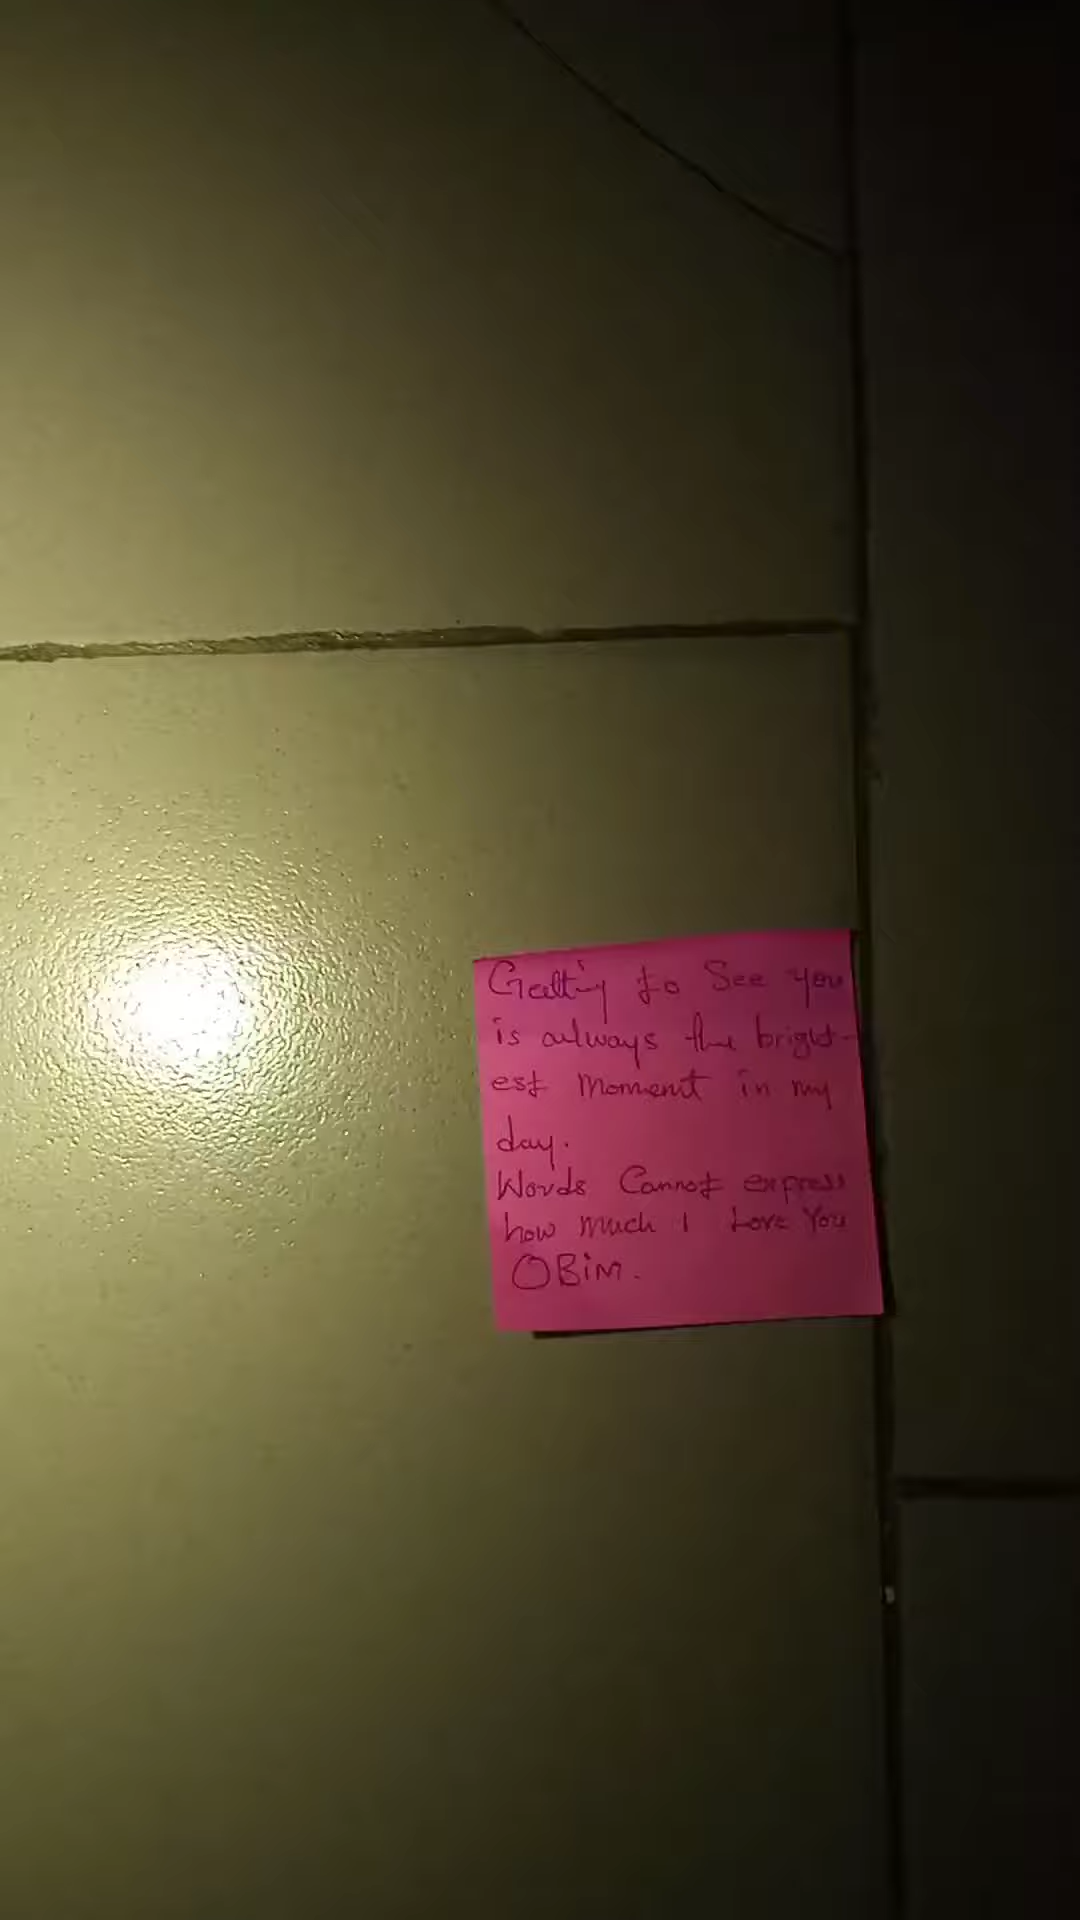 Getting to See you
is always the bright-
est moment in my
day.
Words Cannot express
how much I Love You
OBiM.